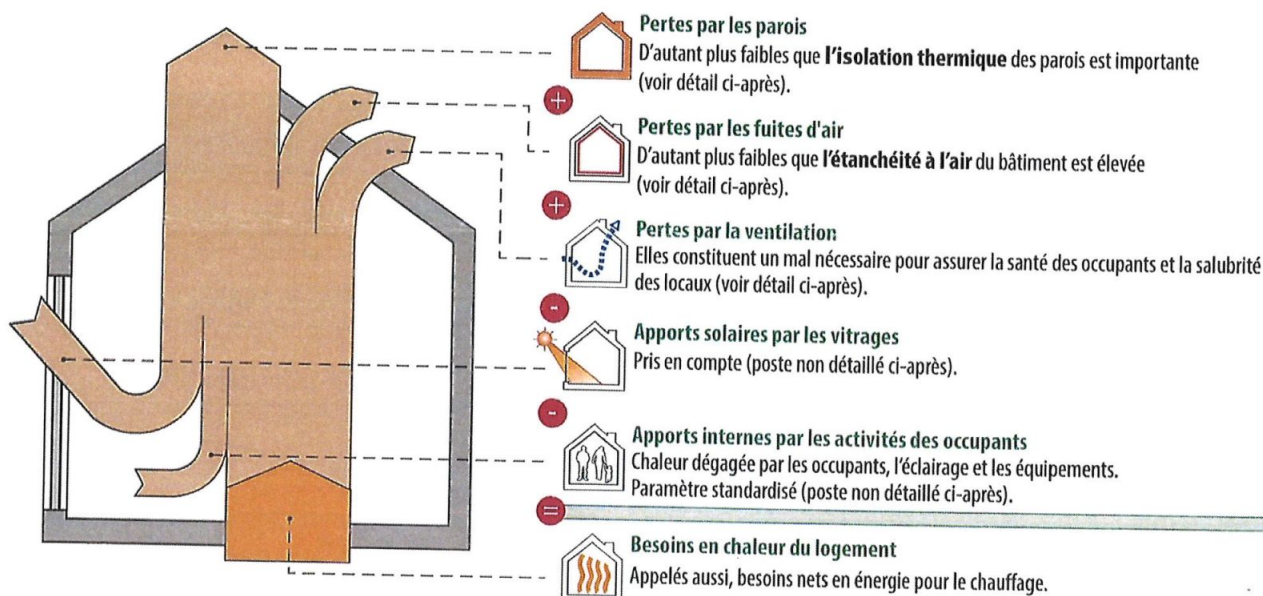 Pertes par les parois
D'autant plus faibles que l'isolation thermique des parois est importante
(voir détail ci-après).
+
Pertes par les fuites d'air
D'autant plus faibles que l'étanchéité à l'air du bâtiment est élevée
(voir détail ci-après).
+
Pertes par la ventilation
Elles constituent un mal nécessaire pour assurer la santé des occupants et la salubrité
des locaux (voir détail ci-après).
-
Apports solaires par les vitrages
Pris en compte (poste non détaillé ci-après).
-
Apports internes par les activités des occupants
Chaleur dégagée par les occupants, l'éclairage et les équipements.
Paramètre standardisé (poste non détaillé ci-après).
=
Besoins en chaleur du logement
Appelés aussi, besoins nets en énergie pour le chauffage.